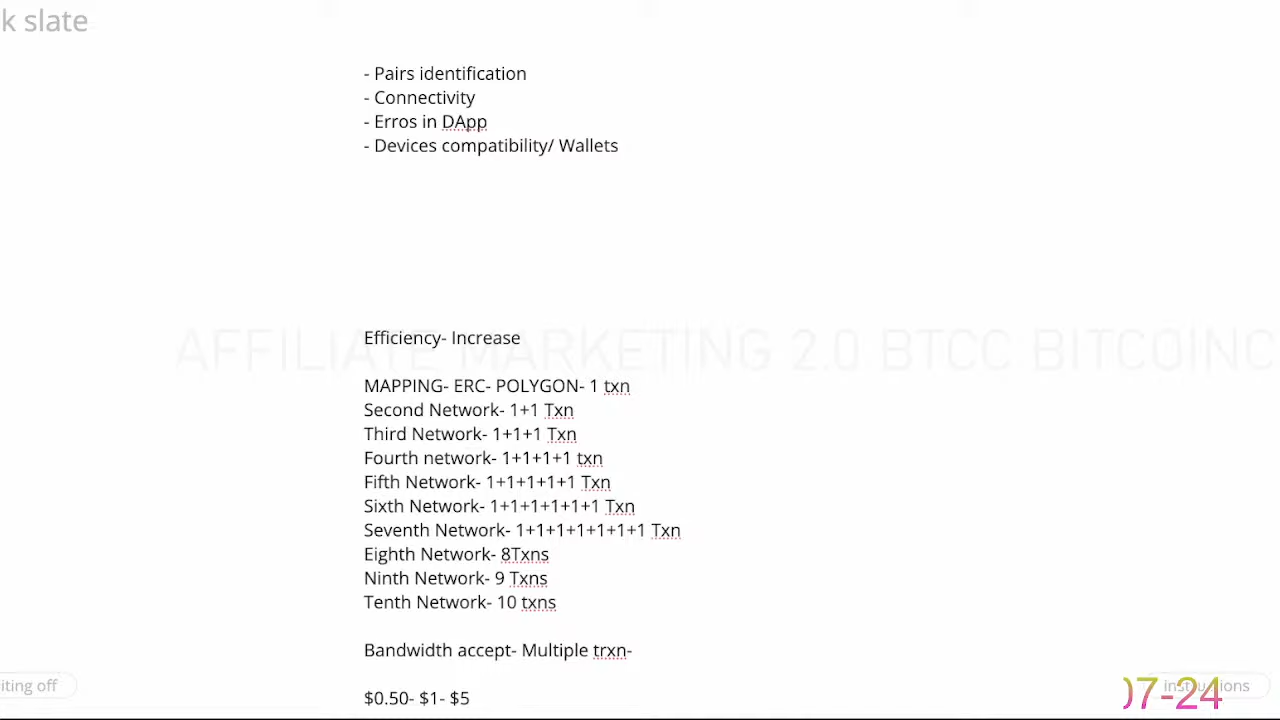 k slate
- Pairs identification
- Connectivity
- Erros in DApp
- Devices compatibility/ Wallets
AFFILIATE MARKETING 2.0 BTCC BITCOINC
Efficiency- Increase
MAPPING- ERC- POLYGON- 1 txn
Second Network- 1+1 Txn
Third Network- 1+1+1 Txn
Fourth network- 1+1+1+1 txn
Fifth Network- 1+1+1+1+1 Txn
Sixth Network- 1+1+1+1+1+1 Txn
Seventh Network- 1+1+1+1+1+1+1 Txn
Eighth Network- 8Txns
Ninth Network- 9 Txns
Tenth Network- 10 txns
Bandwidth accept- Multiple trxn-
iting off
instructions
07-24
$0.50- $1- $5